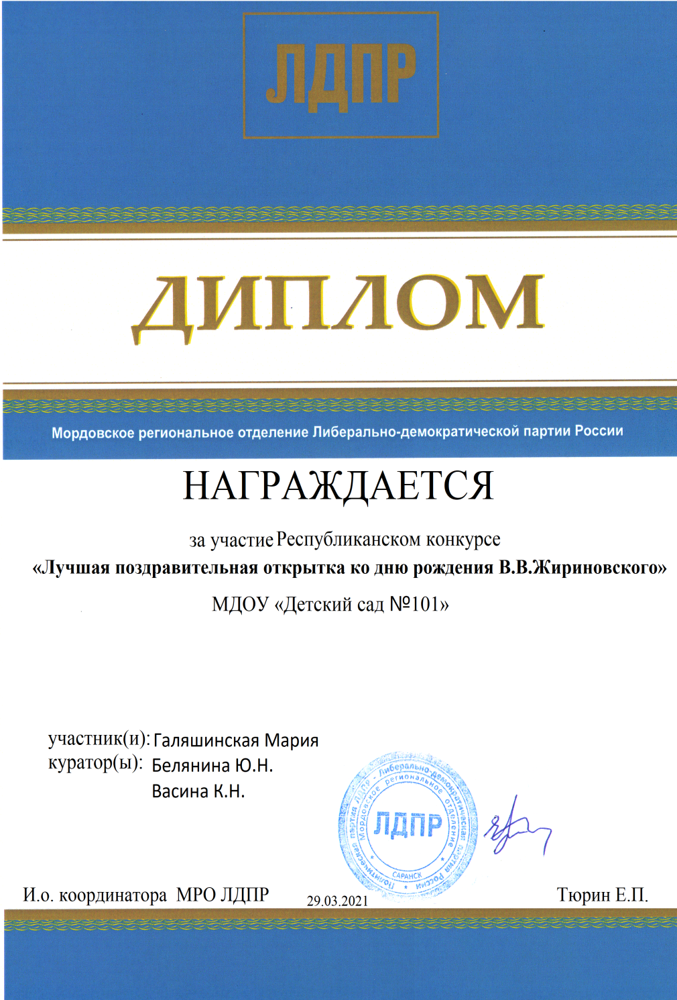 ЛДПР
ДИПЛОМ
Мордовское региональное отделение Либерально-демократической партии России
НАГРАЖДАЕТСЯ
за участие Республиканском конкурсе
«Лучшая поздравительная открытка ко дню рождения В.В.Жириновского»
МДОУ «Детский сад №101»
участник(и): Галяшинская Мария
куратор(ы): Белянина Ю.Н.
Васина К.Н.
Политическая партия ЛДПР - Либерально-демократическая партия России
Мордовское региональное отделение
ЛДПР
САРАНСК
И.о. координатора МРО ЛДПР
29.03.2021
Тюрин Е.П.